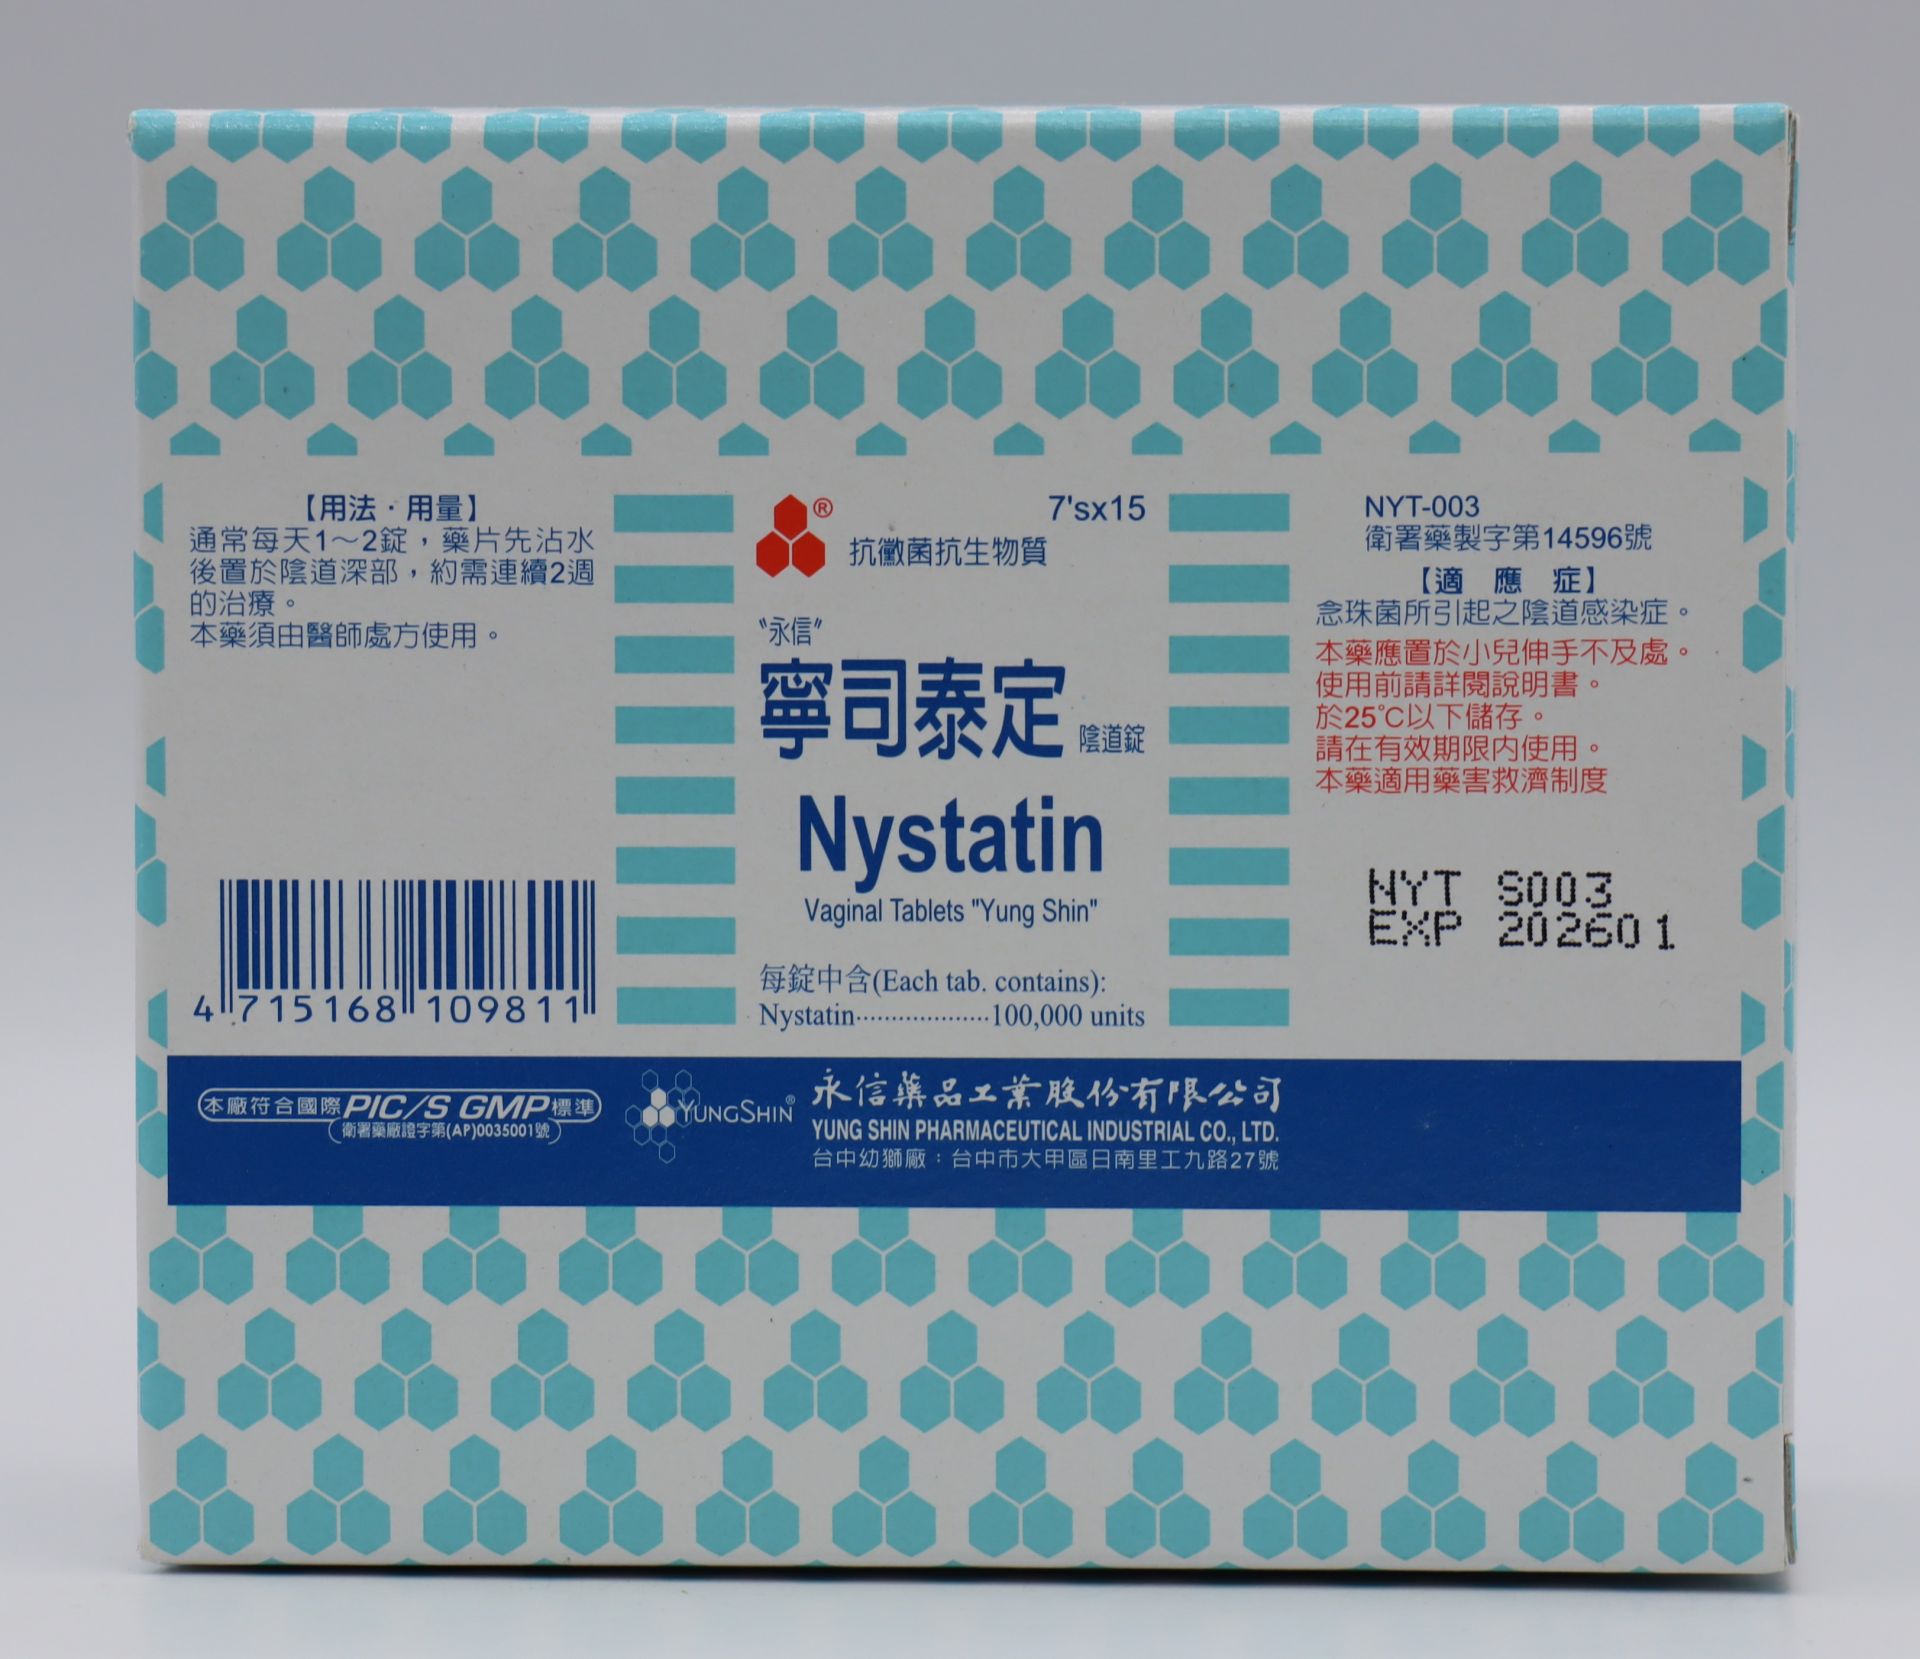 【用法．用量】
通常每天1～2錠，藥片先沾水
後置於陰道深部，約需連續2週
的治療。
本藥須由醫師處方使用。
4 715168 109811
®
7'sx15
抗黴菌抗生物質
〝永信〞
寧司泰定 陰道錠
Nystatin
Vaginal Tablets "Yung Shin"
每錠中含(Each tab. contains):
Nystatin···················100,000 units
NYT-003
衛署藥製字第14596號
【適 應 症】
念珠菌所引起之陰道感染症。
本藥應置於小兒伸手不及處。
使用前請詳閱說明書。
於25℃以下儲存。
請在有效期限內使用。
本藥適用藥害救濟制度
NYT S003
EXP 202601
本廠符合國際PIC/S GMP標準
衛署藥廠證字第(AP)0035001號
YUNGSHIN®
永信藥品工業股份有限公司
YUNG SHIN PHARMACEUTICAL INDUSTRIAL CO., LTD.
台中幼獅廠：台中市大甲區日南里工九路27號